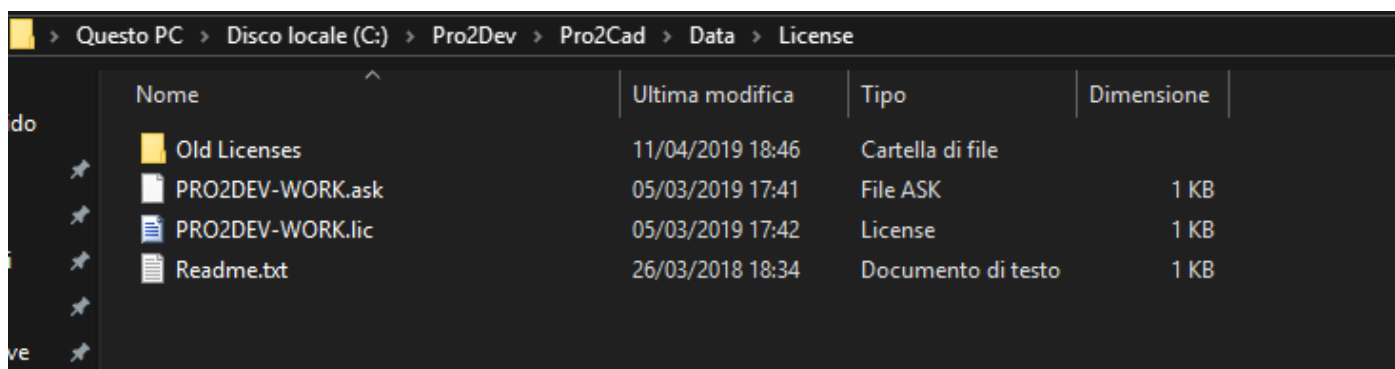 Questo PC > Disco locale (C:) > Pro2Dev > Pro2Cad > Data > License
Nome Ultima modifica Tipo Dimensione
ido
Old Licenses 11/04/2019 18:46 Cartella di file
PRO2DEV-WORK.ask 05/03/2019 17:41 File ASK 1 KB
PRO2DEV-WORK.lic 05/03/2019 17:42 License 1 KB
i Readme.txt 26/03/2018 18:34 Documento di testo 1 KB
ve